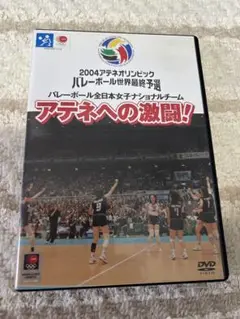 2004アテネオリンピック
バレーボール世界最終予選
バレーボール全日本女子ナショナルチーム
アテネへの激闘!
DVD